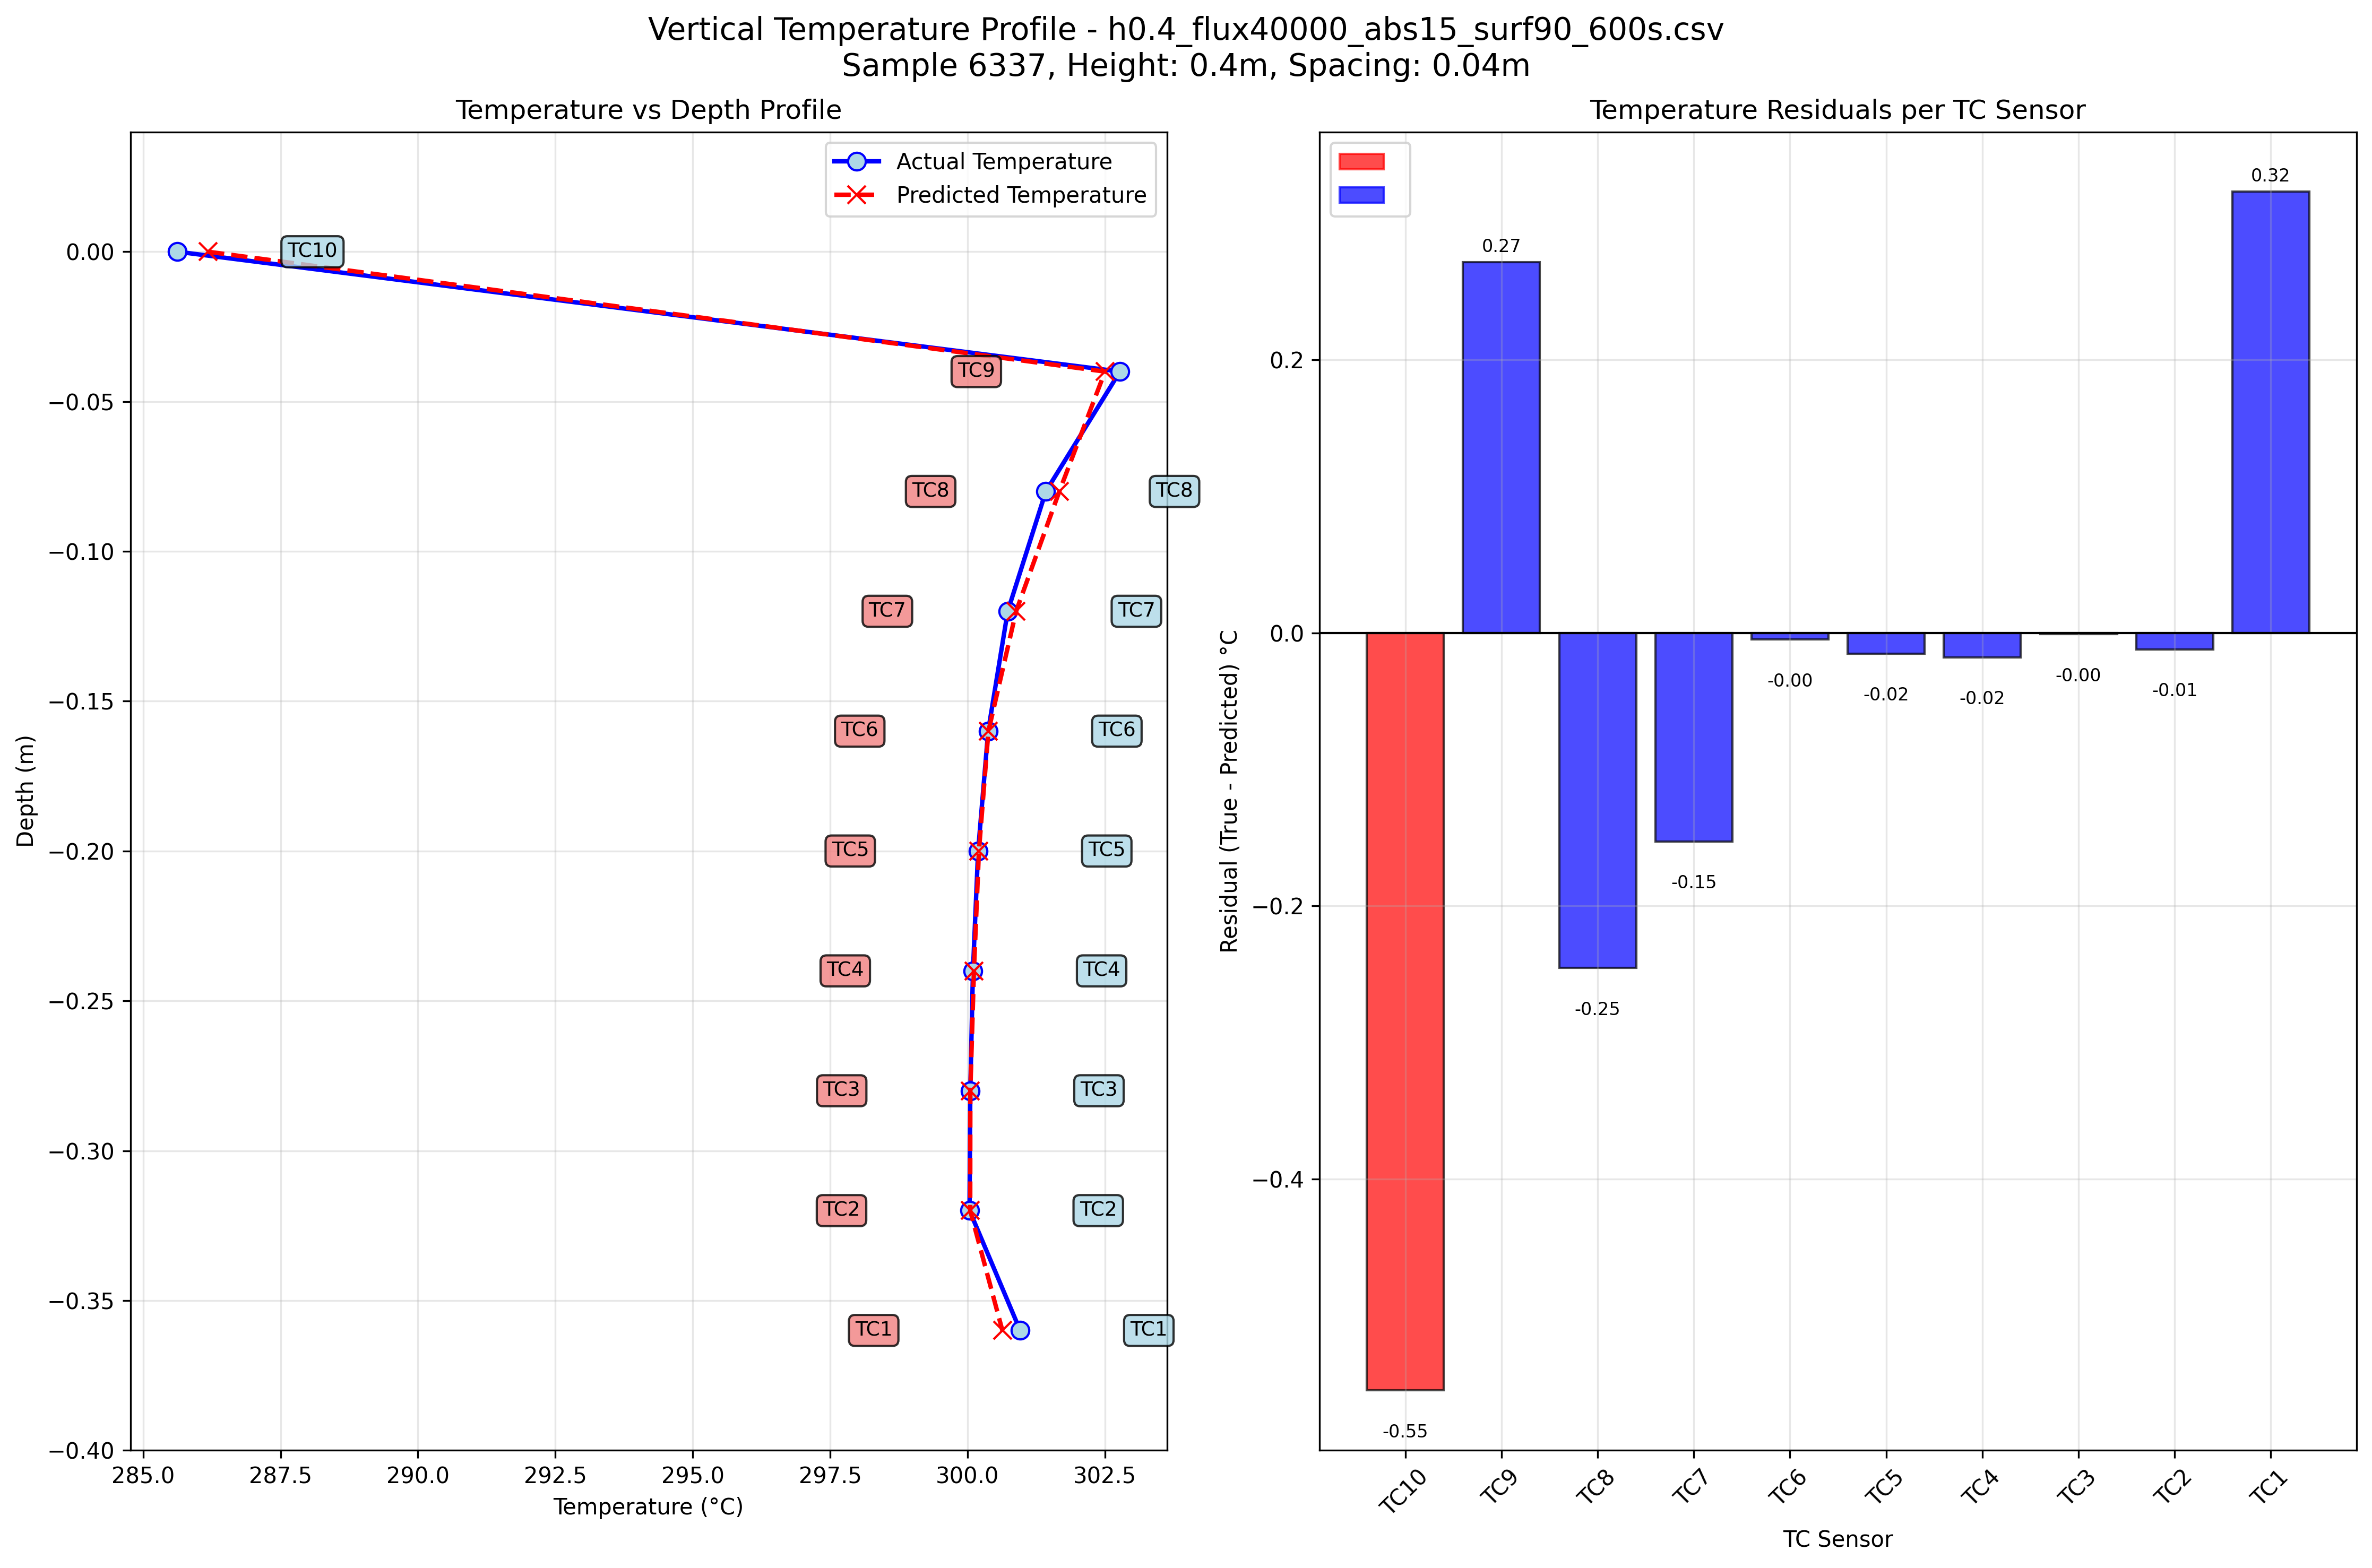 Vertical Temperature Profile - h0.4_flux40000_abs15_surf90_600s.csv
Sample 6337, Height: 0.4m, Spacing: 0.04m
Temperature vs Depth Profile
Actual Temperature
Predicted Temperature
TC10
TC9
TC8
TC8
TC7
TC7
TC6
TC6
TC5
TC5
TC4
TC4
TC3
TC3
TC2
TC2
TC1
TC1
0.00
−0.05
−0.10
−0.15
−0.20
−0.25
−0.30
−0.35
−0.40
Depth (m)
285.0
287.5
290.0
292.5
295.0
297.5
300.0
302.5
Temperature (°C)
Temperature Residuals per TC Sensor
0.2
0.0
−0.2
−0.4
Residual (True - Predicted) °C
-0.55
0.27
-0.25
-0.15
-0.00
-0.02
-0.02
-0.00
-0.01
0.32
TC10
TC9
TC8
TC7
TC6
TC5
TC4
TC3
TC2
TC1
TC Sensor